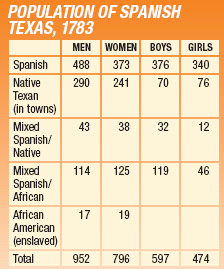 POPULATION OF SPANISH
TEXAS, 1783
MEN WOMEN BOYS GIRLS
Spanish 488 373 376 340
Native
Texan
(in towns) 290 241 70 76
Mixed
Spanish/
Native 43 38 32 12
Mixed
Spanish/
African 114 125 119 46
African
American
(enslaved) 17 19
Total 952 796 597 474